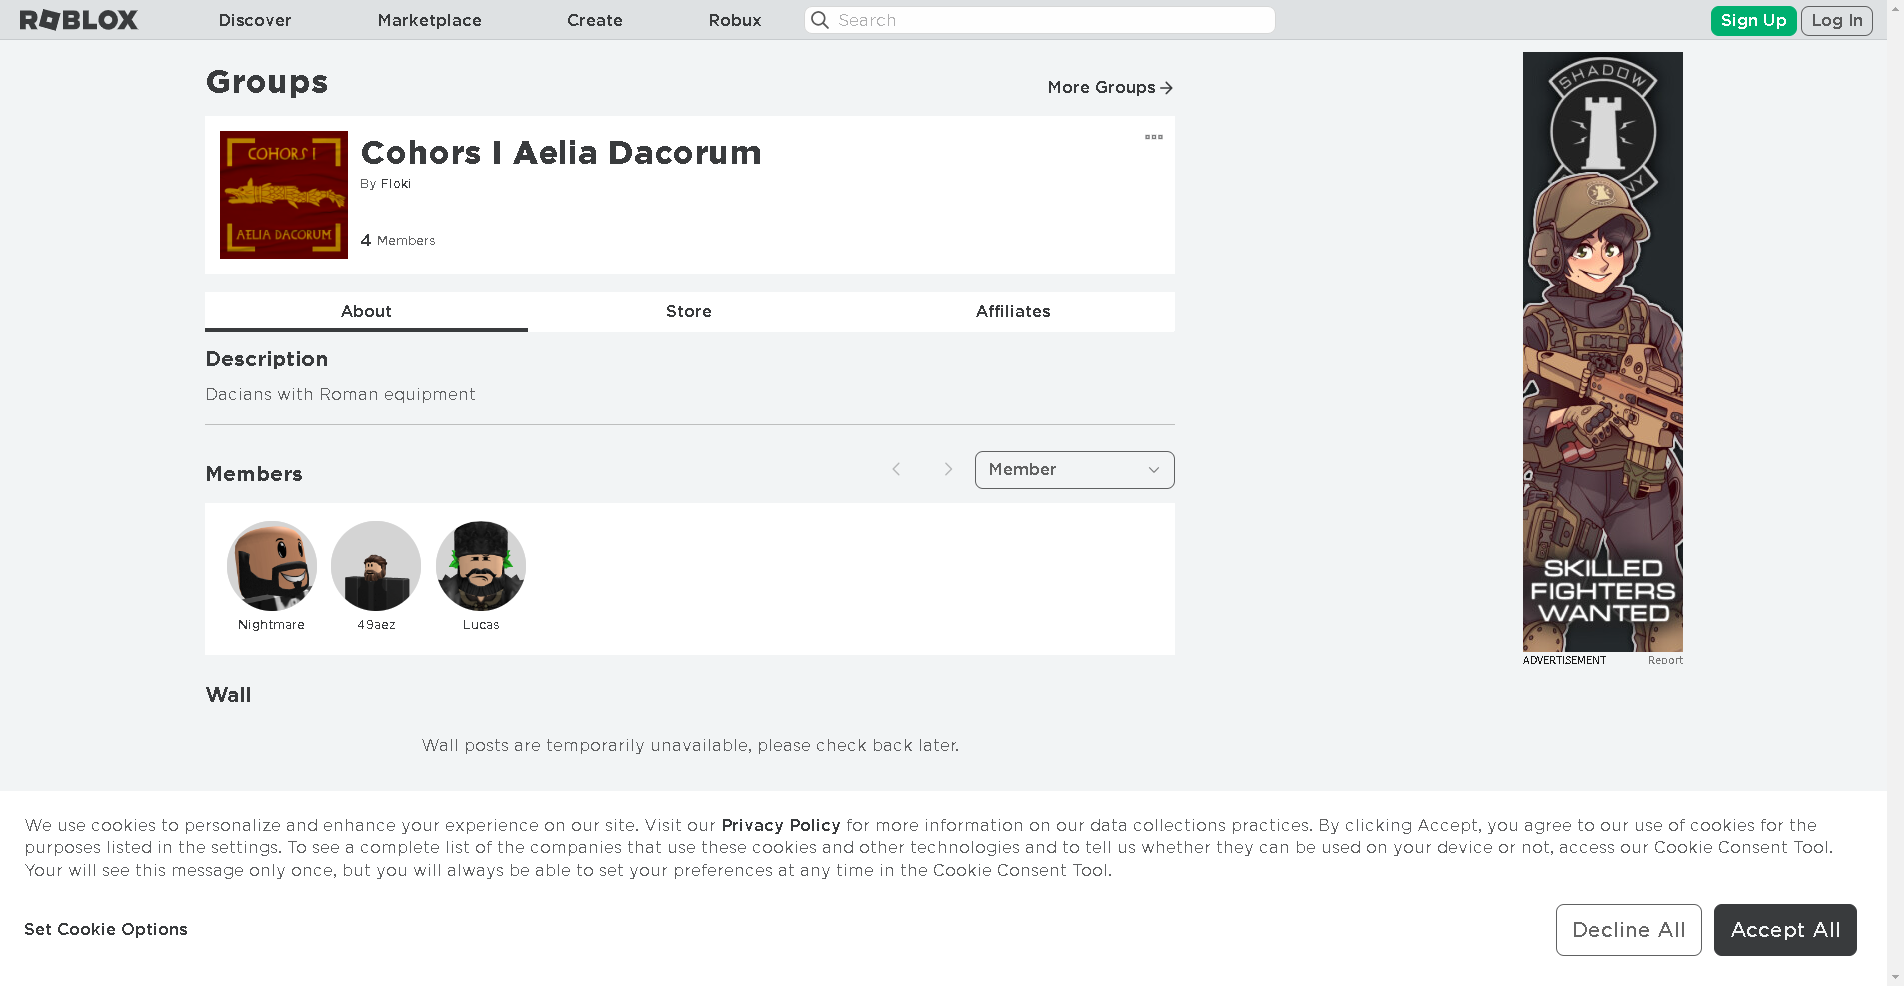 ROBLOX
Discover
Marketplace
Create
Robux
Search
Sign Up
Log In
Groups
More Groups
COHORS I
AELIA DACORUM
Cohors I Aelia Dacorum
By Floki
4 Members
About
Store
Affiliates
Description
Dacians with Roman equipment
Members
Member
Nightmare
49aez
Lucas
Wall
Wall posts are temporarily unavailable, please check back later.
SHADOW
SKILLED
FIGHTERS
WANTED
ADVERTISEMENT
Report
We use cookies to personalize and enhance your experience on our site. Visit our Privacy Policy for more information on our data collections practices. By clicking Accept, you agree to our use of cookies for the
purposes listed in the settings. To see a complete list of the companies that use these cookies and other technologies and to tell us whether they can be used on your device or not, access our Cookie Consent Tool.
Your will see this message only once, but you will always be able to set your preferences at any time in the Cookie Consent Tool.
Set Cookie Options
Decline All
Accept All